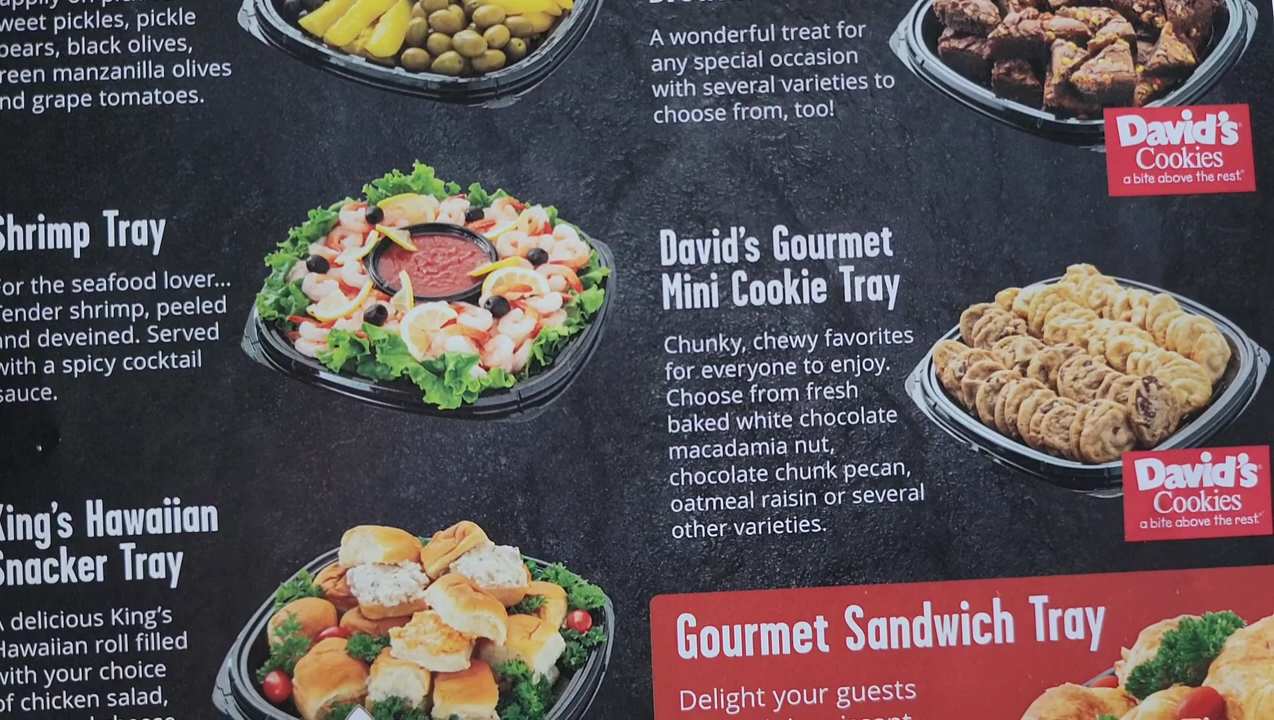 sweet pickles, pickle
spears, black olives,
green manzanilla olives
and grape tomatoes.
Shrimp Tray
For the seafood lover...
Tender shrimp, peeled
and deveined. Served
with a spicy cocktail
sauce.
King's Hawaiian
Snacker Tray
A delicious King's
Hawaiian roll filled
with your choice
of chicken salad,
A wonderful treat for
any special occasion
with several varieties to
choose from, too!
David's
Cookies
a bite above the rest
David's Gourmet
Mini Cookie Tray
Chunky, chewy favorites
for everyone to enjoy.
Choose from fresh
baked white chocolate
macadamia nut,
chocolate chunk pecan,
oatmeal raisin or several
other varieties.
David's
Cookies
a bite above the rest
Gourmet Sandwich Tray
Delight your guests